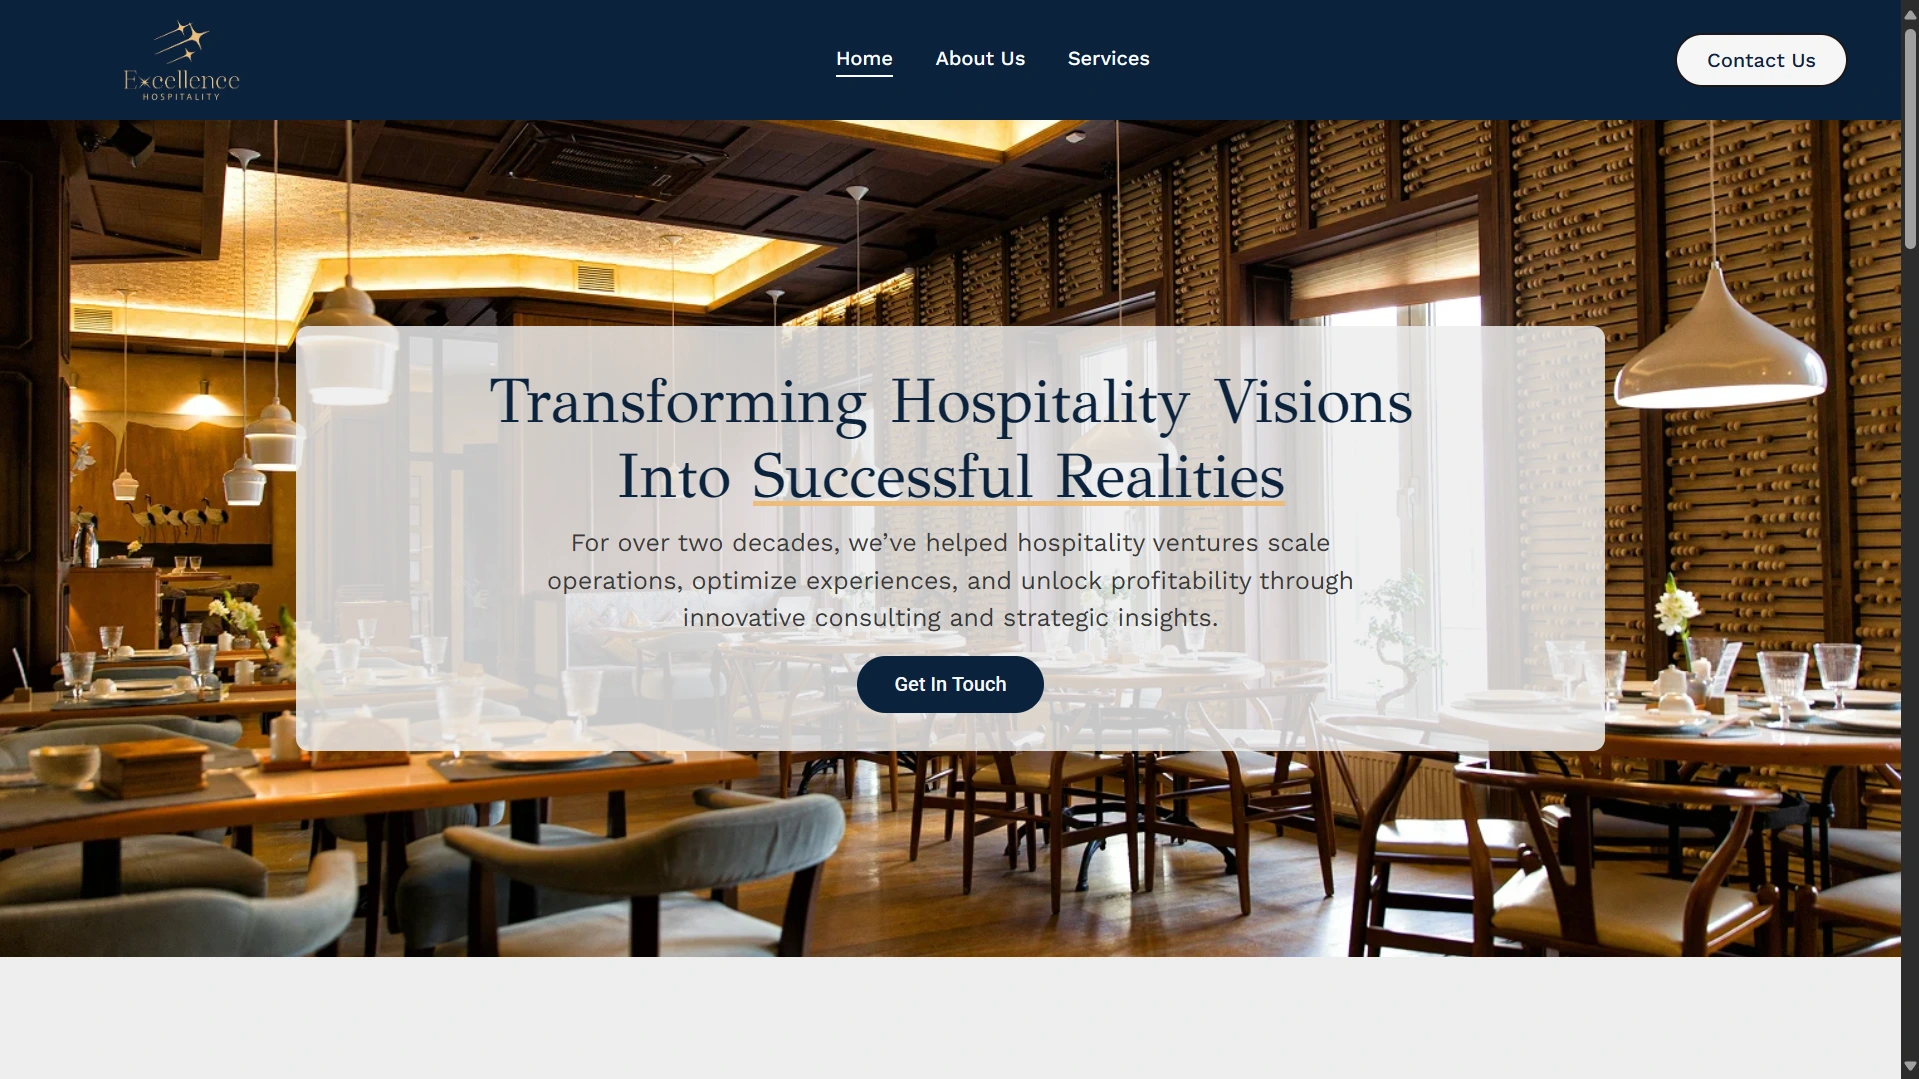 Excellence
HOSPITALITY
Home
About Us
Services
Contact Us
Transforming Hospitality Visions
Into Successful Realities
For over two decades, we’ve helped hospitality ventures scale
operations, optimize experiences, and unlock profitability through
innovative consulting and strategic insights.
Get In Touch